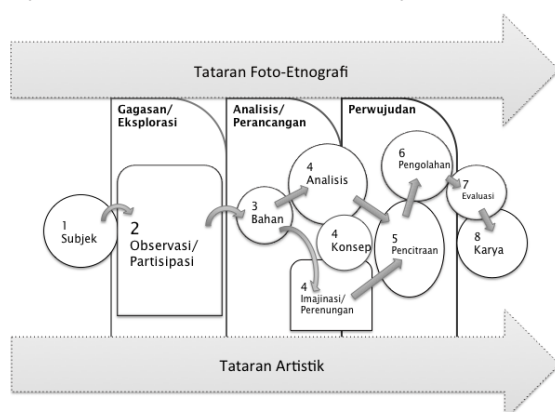 Tataran Foto-Etnografi
Gagasan/
Eksplorasi
Analisis/
Perancangan
Perwujudan
1
Subjek
2
Observasi/
Partisipasi
3
Bahan
4
Analisis
4
Konsep
4
Imajinasi/
Perenungan
5
Pencitraan
6
Pengolahan
7
Evaluasi
8
Karya
Tataran Artistik